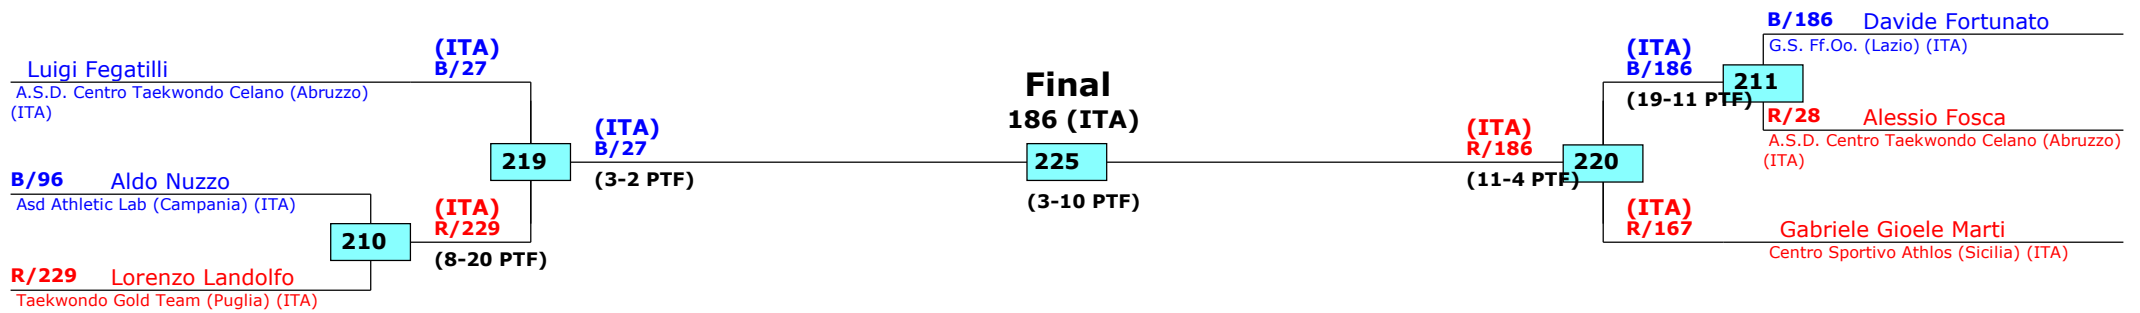 (ITA)
B/27
Luigi Fegatilli
A.S.D. Centro Taekwondo Celano (Abruzzo)
(ITA)
219
(ITA)
B/27
(3-2 PTF)
B/96 Aldo Nuzzo
Asd Athletic Lab (Campania) (ITA)
210
(ITA)
R/229
(8-20 PTF)
R/229 Lorenzo Landolfo
Taekwondo Gold Team (Puglia) (ITA)
Final
186 (ITA)
225
(3-10 PTF)
B/186 Davide Fortunato
G.S. Ff.Oo. (Lazio) (ITA)
(ITA)
B/186
211
(19-11 PTF)
R/28 Alessio Fosca
A.S.D. Centro Taekwondo Celano (Abruzzo)
(ITA)
(ITA)
R/186
220
(11-4 PTF)
(ITA)
R/167
Gabriele Gioele Marti
Centro Sportivo Athlos (Sicilia) (ITA)